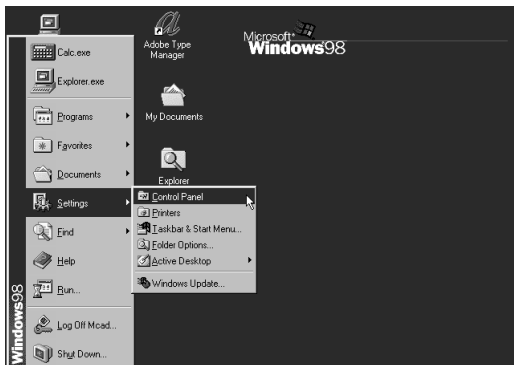 Calc.exe
Explorer.exe
Programs
Favorites
Documents
Settings
Find
Help
Run...
Log Off Mcad...
Shut Down...
Windows98
Adobe Type
Manager
My Documents
Explorer
Control Panel
Printers
Taskbar & Start Menu...
Folder Options...
Active Desktop
Windows Update...
Microsoft
Windows98